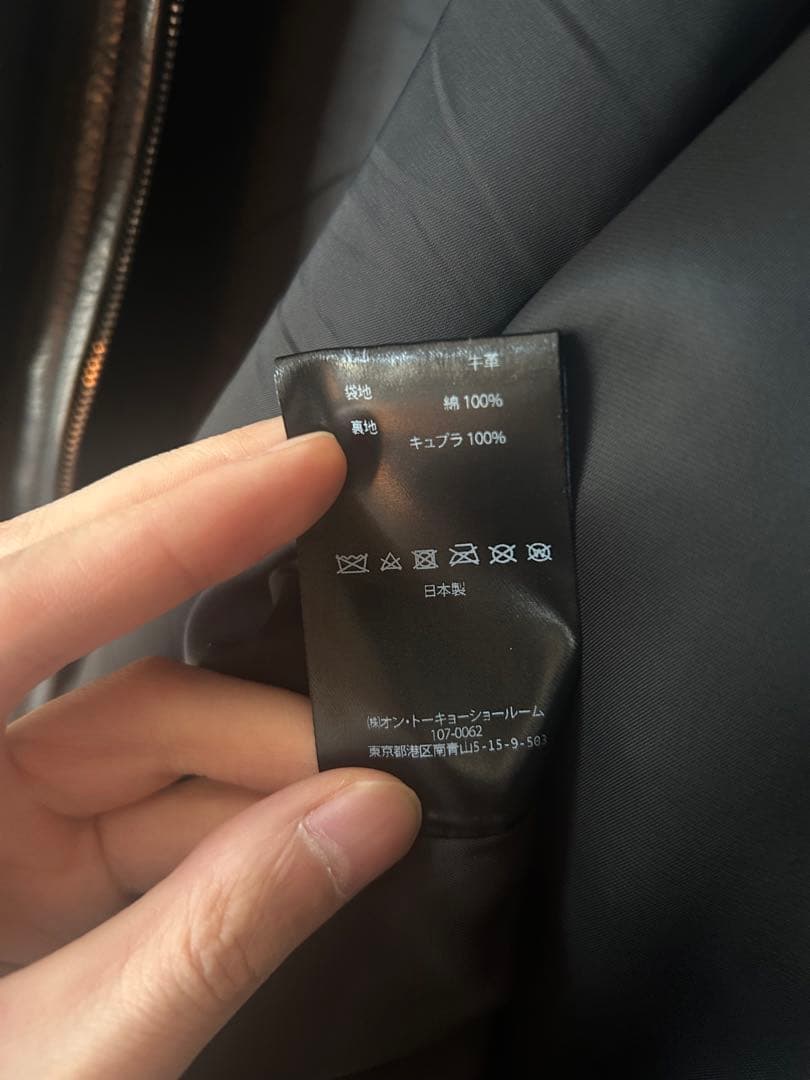 牛革
袋地 綿 100%
裏地 キュプラ 100%
日本製
㈱オン・トーキョーショールーム
107-0062
東京都港区南青山5-15-9-503